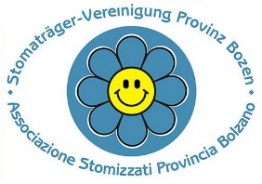 Stomaträger-Vereinigung Provinz Bozen
Associazione Stomizzati Provincia Bolzano